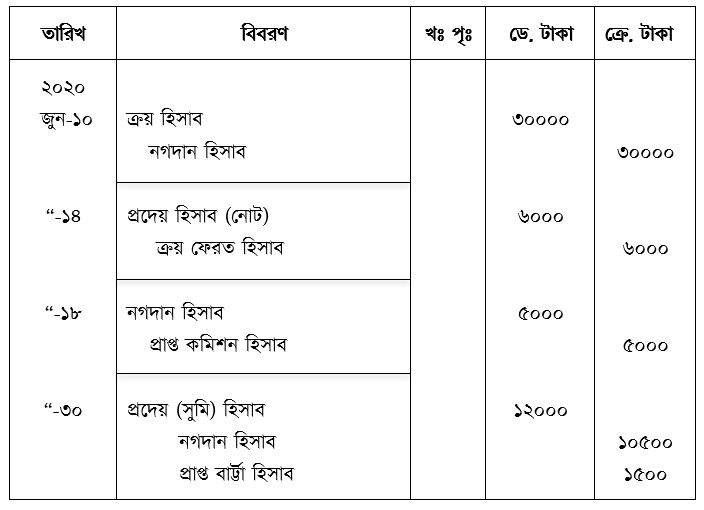 তারিখ বিবরণ খঃ পৃঃ ডে. টাকা ক্রে. টাকা
২০২০
জুন-১০ ক্রয় হিসাব ৩০০০০
নগদান হিসাব ৩০০০০
“-১৪ প্রদেয় হিসাব (নোট) ৬০০০
ক্রয় ফেরত হিসাব ৬০০০
“-১৮ নগদান হিসাব ৫০০০
প্রাপ্ত কমিশন হিসাব ৫০০০
“-৩০ প্রদেয় (সুমি) হিসাব ১২০০০
নগদান হিসাব ১০৫০০
প্রাপ্ত বার্ট্টা হিসাব ১৫০০